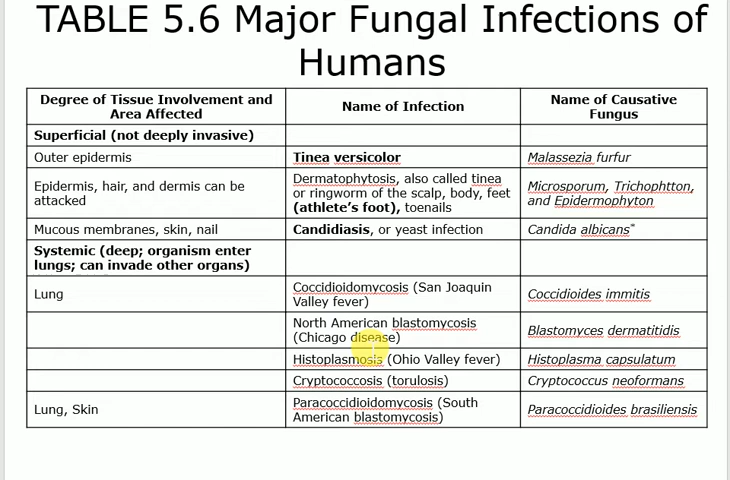 TABLE 5.6 Major Fungal Infections of
Humans
Degree of Tissue Involvement and
Area Affected
Name of Infection
Name of Causative
Fungus
Superficial (not deeply invasive)
Outer epidermis
Tinea versicolor
Malassezia furfur
Epidermis, hair, and dermis can be
attacked
Dermatophytosis, also called tinea
or ringworm of the scalp, body, feet
(athlete's foot), toenails
Microsporum, Trichophtton,
and Epidermophyton
Mucous membranes, skin, nail
Candidiasis, or yeast infection
Candida albicans*
Systemic (deep; organism enter
lungs; can invade other organs)
Lung
Coccidioidomycosis (San Joaquin
Valley fever)
Coccidioides immitis
North American blastomycosis
(Chicago disease)
Blastomyces dermatitidis
Histoplasmosis (Ohio Valley fever)
Histoplasma capsulatum
Cryptococcosis (torulosis)
Cryptococcus neoformans
Lung, Skin
Paracoccidioidomycosis (South
American blastomycosis)
Paracoccidioides brasiliensis